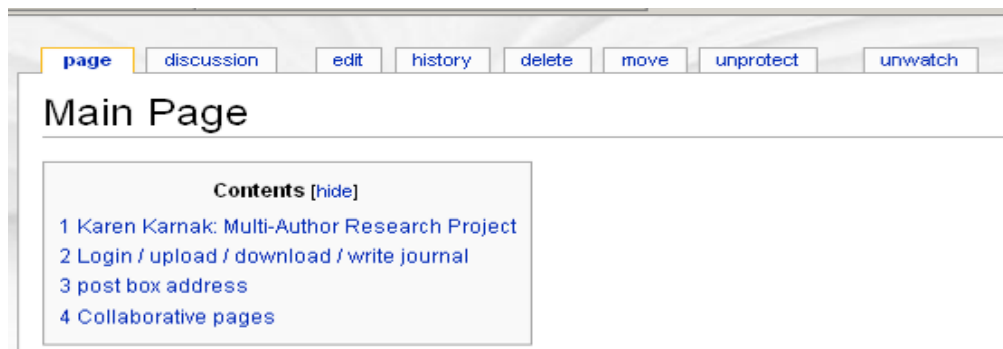 page discussion edit history delete move unprotect unwatch
Main Page
Contents [hide]
1 Karen Karnak: Multi-Author Research Project
2 Login / upload / download / write journal
3 post box address
4 Collaborative pages